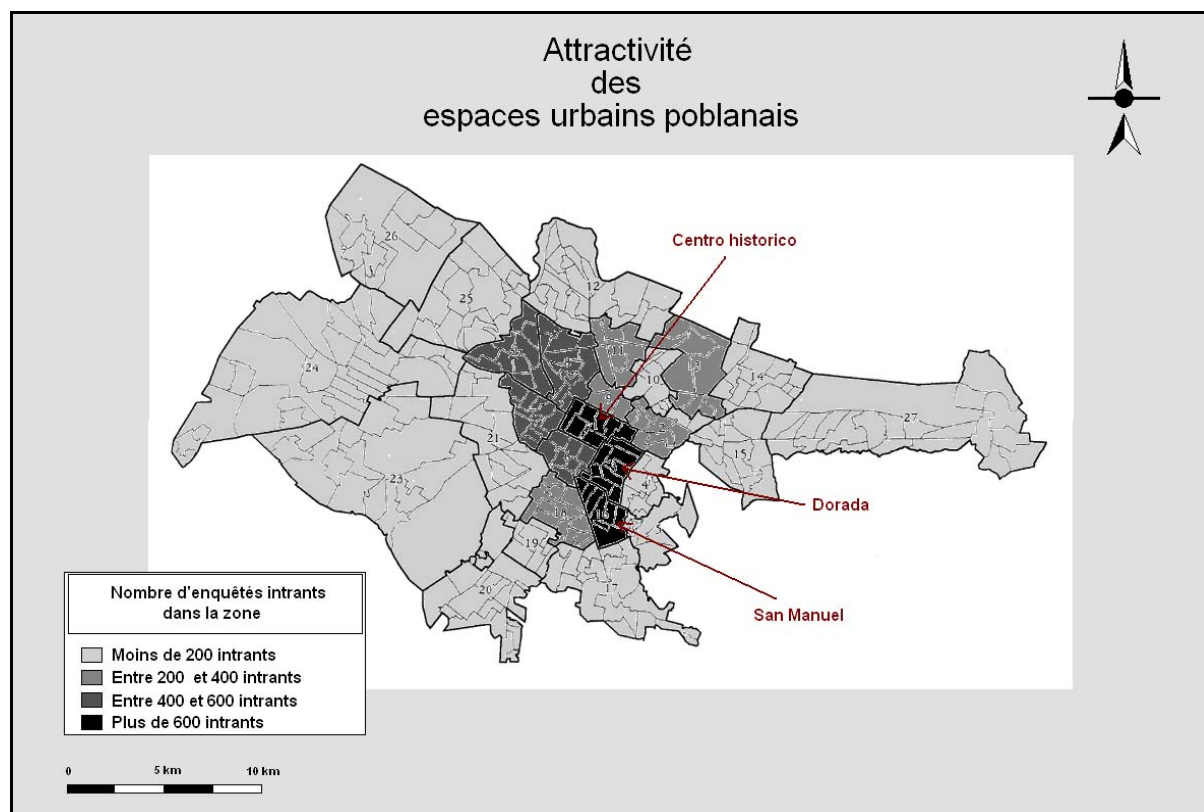 Attractivité
des
espaces urbains poblanais
Centro historico
26
12
25
11
10
14
24
27
21
15
4
23
Dorada
18
19
20
17
San Manuel
Nombre d'enquêtés intrants
dans la zone
Moins de 200 intrants
Entre 200 et 400 intrants
Entre 400 et 600 intrants
Plus de 600 intrants
0 5 km 10 km